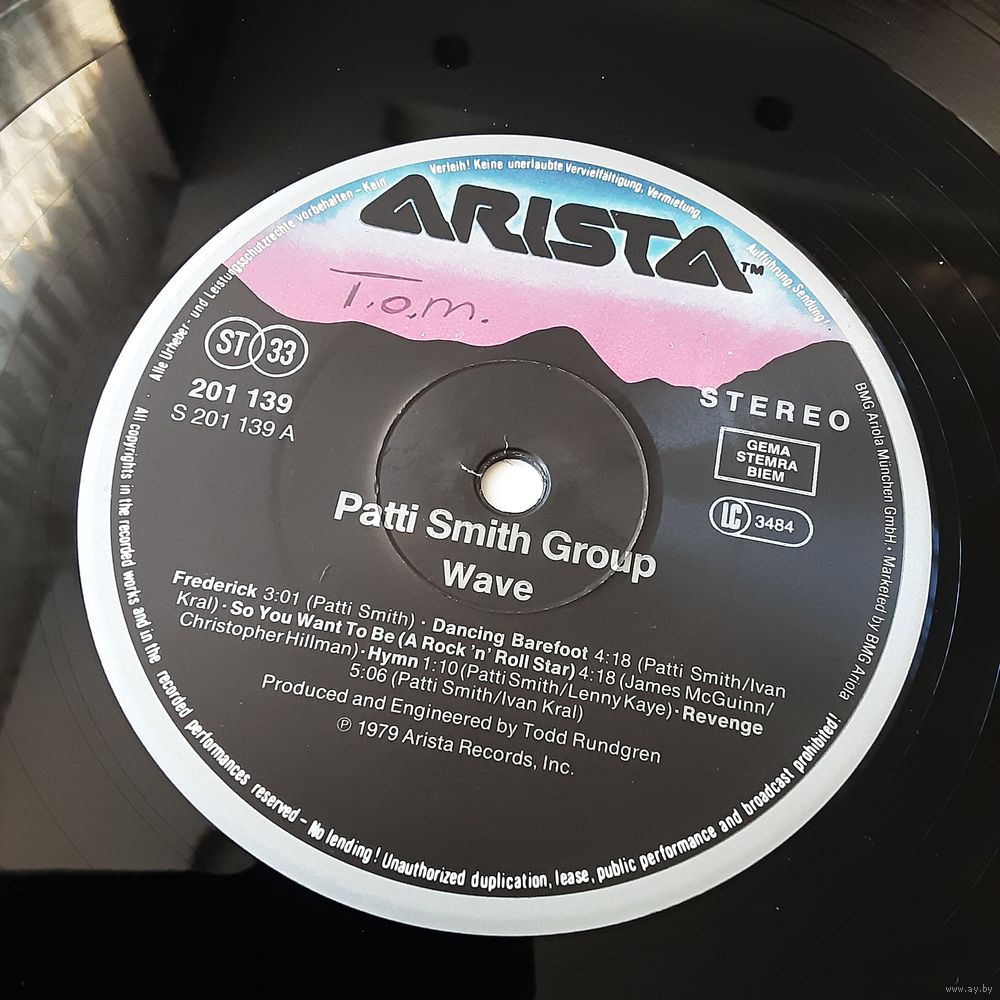 Alle Urheber- und Leistungsschutzrechte vorbehalten – Kein Verleih! Keine unerlaubte Vervielfältigung, Vermietung, Aufführung, Sendung!
ARISTA™
T.o.m.
ST 33
201 139
S 201 139 A
STEREO
GEMA
STEMRA
BIEM
LC 3484
Patti Smith Group
Wave
Frederick 3:01 (Patti Smith) · Dancing Barefoot 4:18 (Patti Smith/Ivan
Kral) · So You Want To Be (A Rock 'n' Roll Star) 4:18 (James McGuinn/
Christopher Hillman) · Hymn 1:10 (Patti Smith/Lenny Kaye) · Revenge
5:06 (Patti Smith/Ivan Kral)
Produced and Engineered by Todd Rundgren
℗ 1979 Arista Records, Inc.
BMG Ariola München GmbH · Marketed by BMG Ariola
· All copyrights in the recorded works and in the recorded performances reserved – No lending! Unauthorized duplication, lease, public performance and broadcast prohibited!
www.ay.by